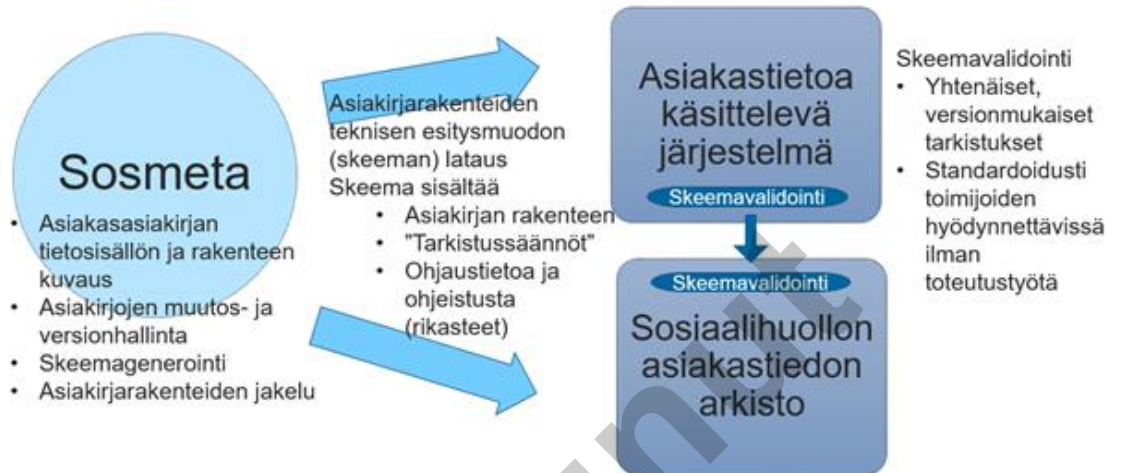 Sosmeta
• Asiakasasiakirjan
tietosisällön ja rakenteen
kuvaus
• Asiakirjojen muutos- ja
versionhallinta
• Skeemagenerointi
• Asiakirjarakenteiden jakelu
Asiakirjarakenteiden
teknisen esitysmuodon
(skeeman) lataus
Skeema sisältää
• Asiakirjan rakenteen
• "Tarkistussäännöt"
• Ohjaustietoa ja
ohjeistusta
(rikasteet)
Asiakastietoa
käsittelevä
järjestelmä
Skeemavalidointi
Skeemavalidointi
Sosiaalihuollon
asiakastiedon
arkisto
Skeemavalidointi
• Yhtenäiset,
versionmukaiset
tarkistukset
• Standardoidusti
toimijoiden
hyödynnettävissä
ilman
toteutustyötä